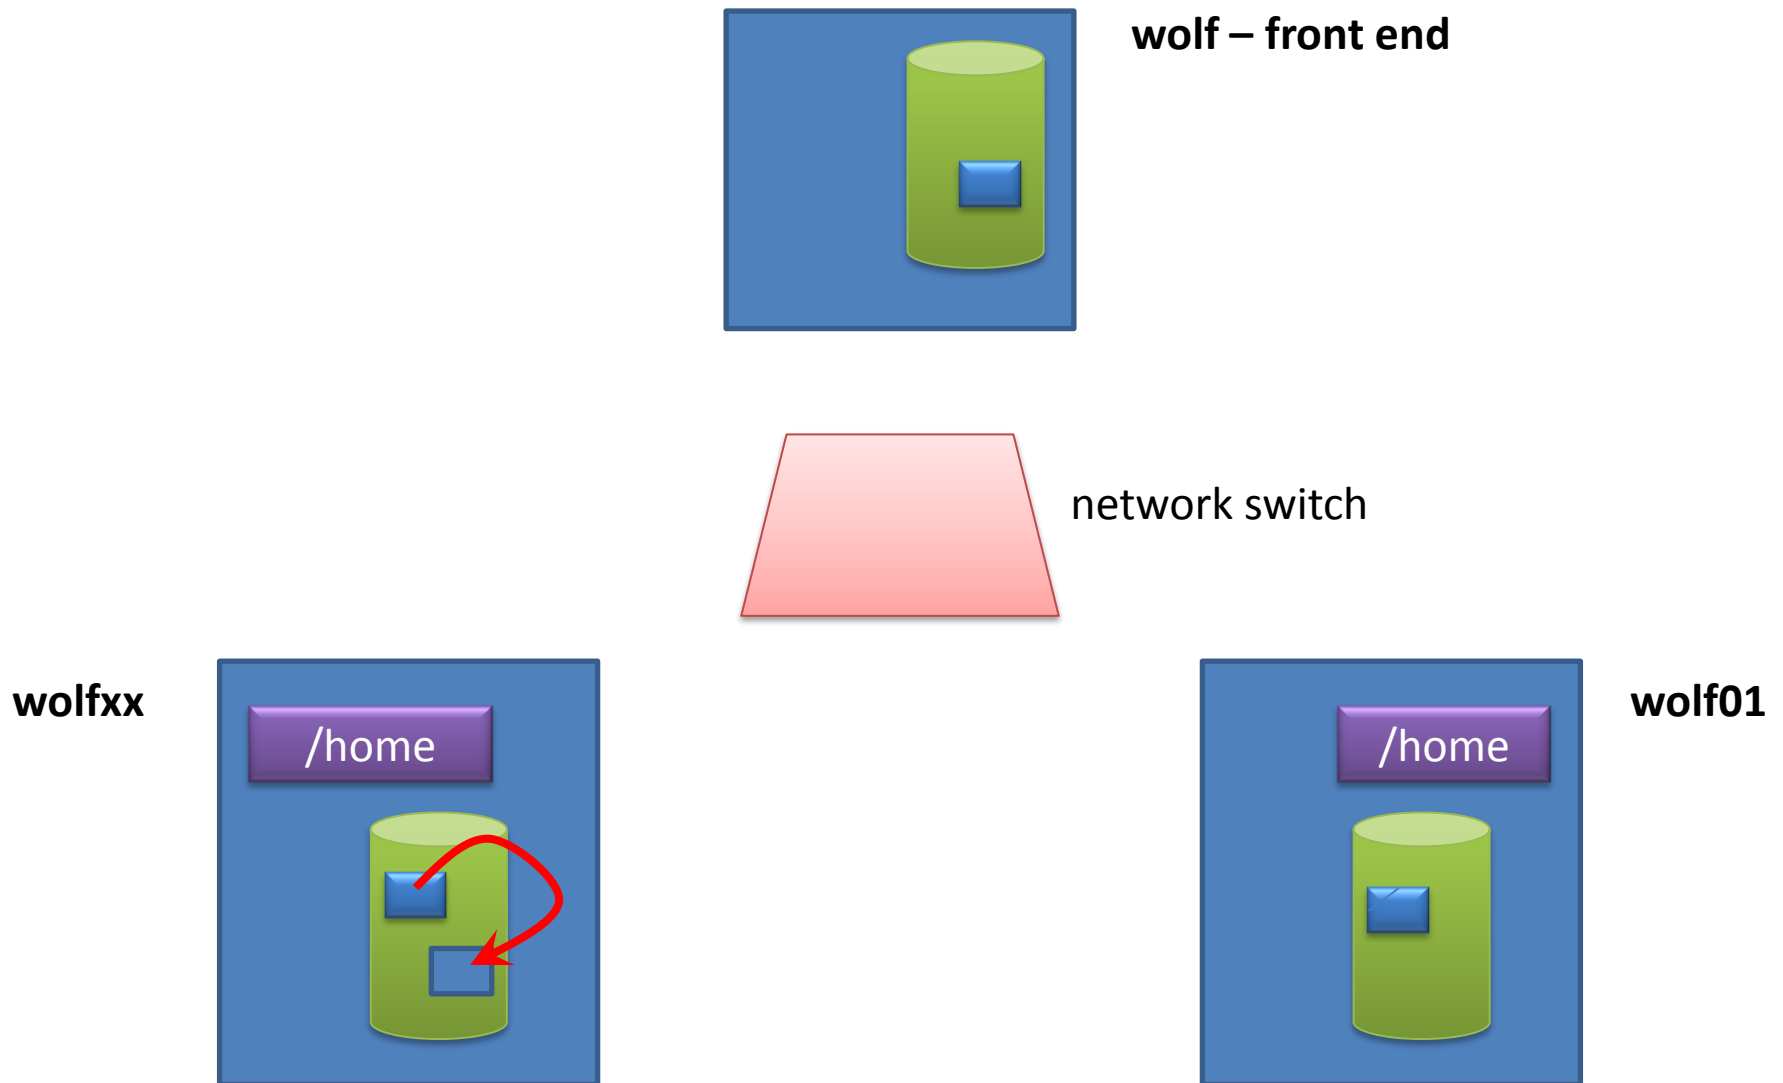 wolf – front end
network switch
wolfxx
/home
/home
wolf01